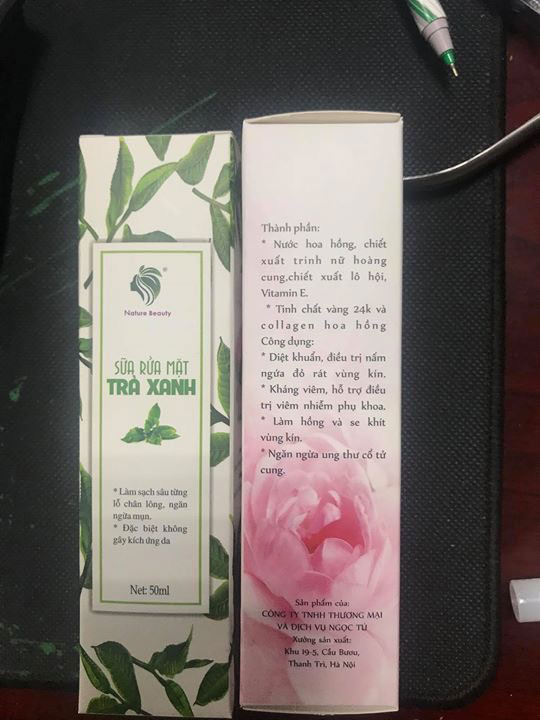 ®
Nature Beauty
SỮA RỬA MẶT
TRÀ XANH
* Làm sạch sâu từng
lỗ chân lông, ngăn
ngừa mụn.
* Đặc biệt không
gây kích ứng da
Net: 50ml
Thành phần:
* Nước hoa hồng, chiết
xuất trinh nữ hoàng
cung,chiết xuất lô hội,
Vitamin E.
* Tinh chất vàng 24k và
collagen hoa hồng
Công dụng:
* Diệt khuẩn, điều trị nấm
ngứa đỏ rát vùng kín.
* Kháng viêm, hỗ trợ điều
trị viêm nhiễm phụ khoa.
* Làm hồng và se khít
vùng kín.
* Ngăn ngừa ung thư cổ tử
cung.
Sản phẩm của:
CÔNG TY TNHH THƯƠNG MẠI
VÀ DỊCH VỤ NGỌC TÚ
Xưởng sản xuất:
Khu 19-5, Cầu Bươu,
Thanh Trì, Hà Nội